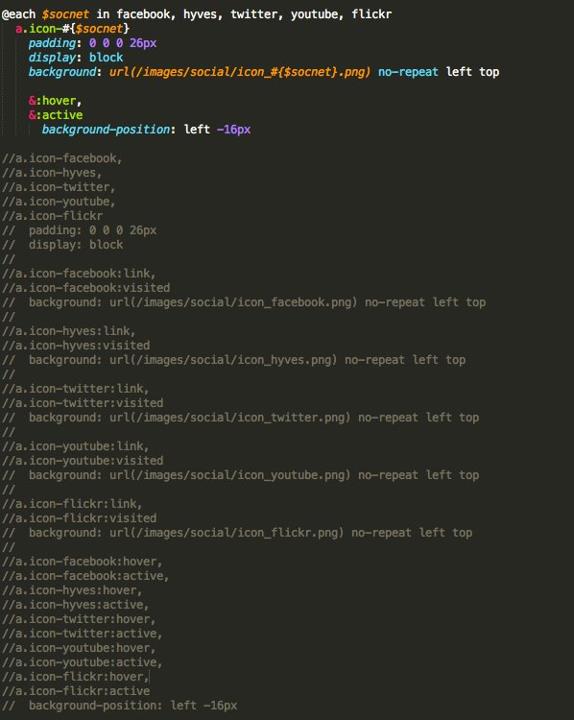 @each $socnet in facebook, hyves, twitter, youtube, flickr
  a.icon-#{$socnet}
    padding: 0 0 0 26px
    display: block
    background: url(/images/social/icon_#{$socnet}.png) no-repeat left top

    &:hover,
    &:active
      background-position: left -16px

//a.icon-facebook,
//a.icon-hyves,
//a.icon-twitter,
//a.icon-youtube,
//a.icon-flickr
//  padding: 0 0 0 26px
//  display: block
//
//a.icon-facebook:link,
//a.icon-facebook:visited
//  background: url(/images/social/icon_facebook.png) no-repeat left top
//
//a.icon-hyves:link,
//a.icon-hyves:visited
//  background: url(/images/social/icon_hyves.png) no-repeat left top
//
//a.icon-twitter:link,
//a.icon-twitter:visited
//  background: url(/images/social/icon_twitter.png) no-repeat left top
//
//a.icon-youtube:link,
//a.icon-youtube:visited
//  background: url(/images/social/icon_youtube.png) no-repeat left top
//
//a.icon-flickr:link,
//a.icon-flickr:visited
//  background: url(/images/social/icon_flickr.png) no-repeat left top
//
//a.icon-facebook:hover,
//a.icon-facebook:active,
//a.icon-hyves:hover,
//a.icon-hyves:active,
//a.icon-twitter:hover,
//a.icon-twitter:active,
//a.icon-youtube:hover,
//a.icon-youtube:active,
//a.icon-flickr:hover,
//a.icon-flickr:active
//  background-position: left -16px